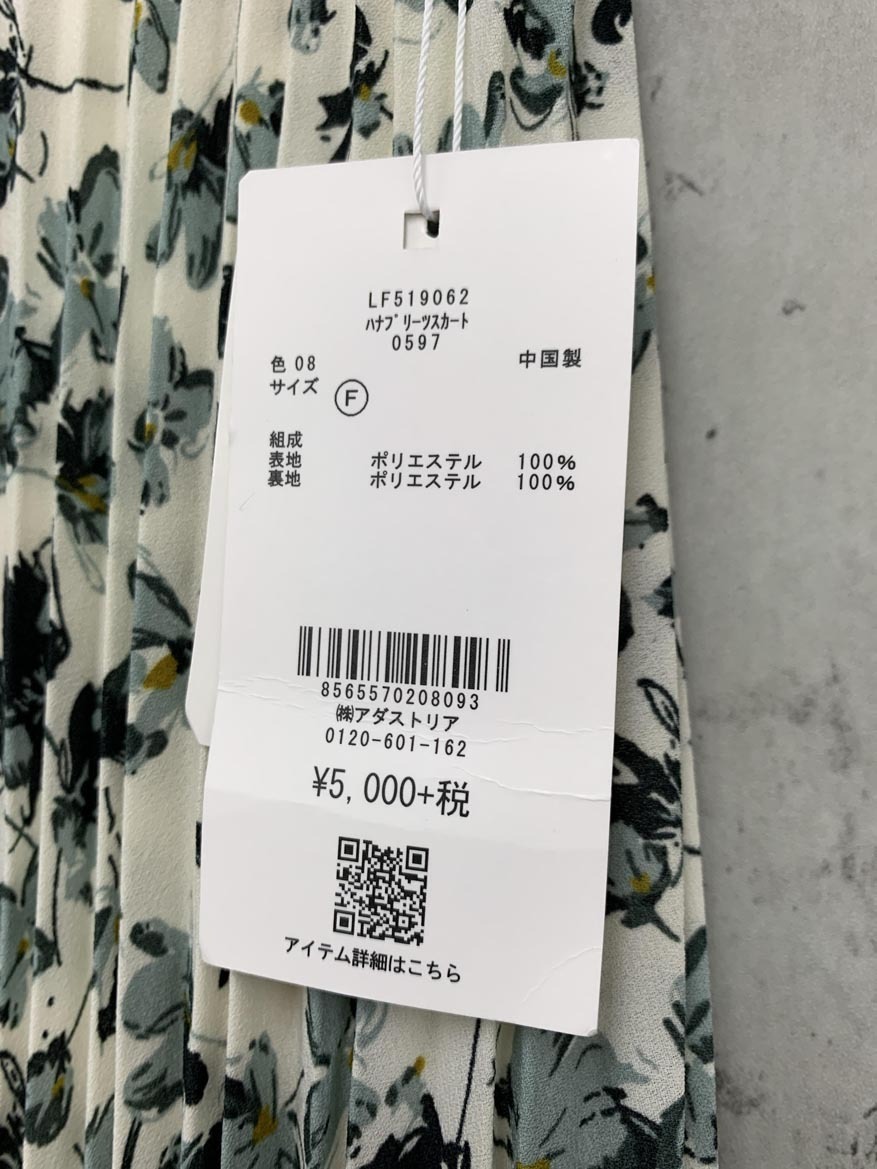 LF519062
ﾊﾅﾌﾟﾘｰﾂｽｶｰﾄ
0597
色 08 中国製
サイズ Ⓕ
組成
表地 ポリエステル 100%
裏地 ポリエステル 100%
8565570208093
㈱アダストリア
0120-601-162
¥5,000+税
アイテム詳細はこちら